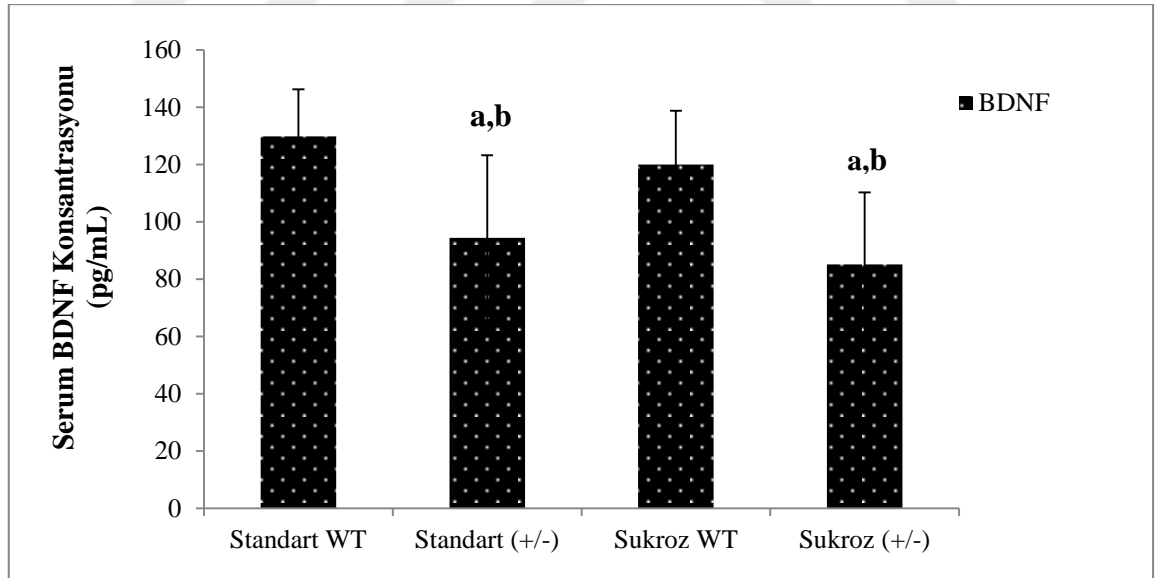 Serum BDNF Konsantrasyonu
(pg/mL)
160
140
120
100
80
60
40
20
0
a,b
a,b
BDNF
Standart WT
Standart (+/-)
Sukroz WT
Sukroz (+/-)